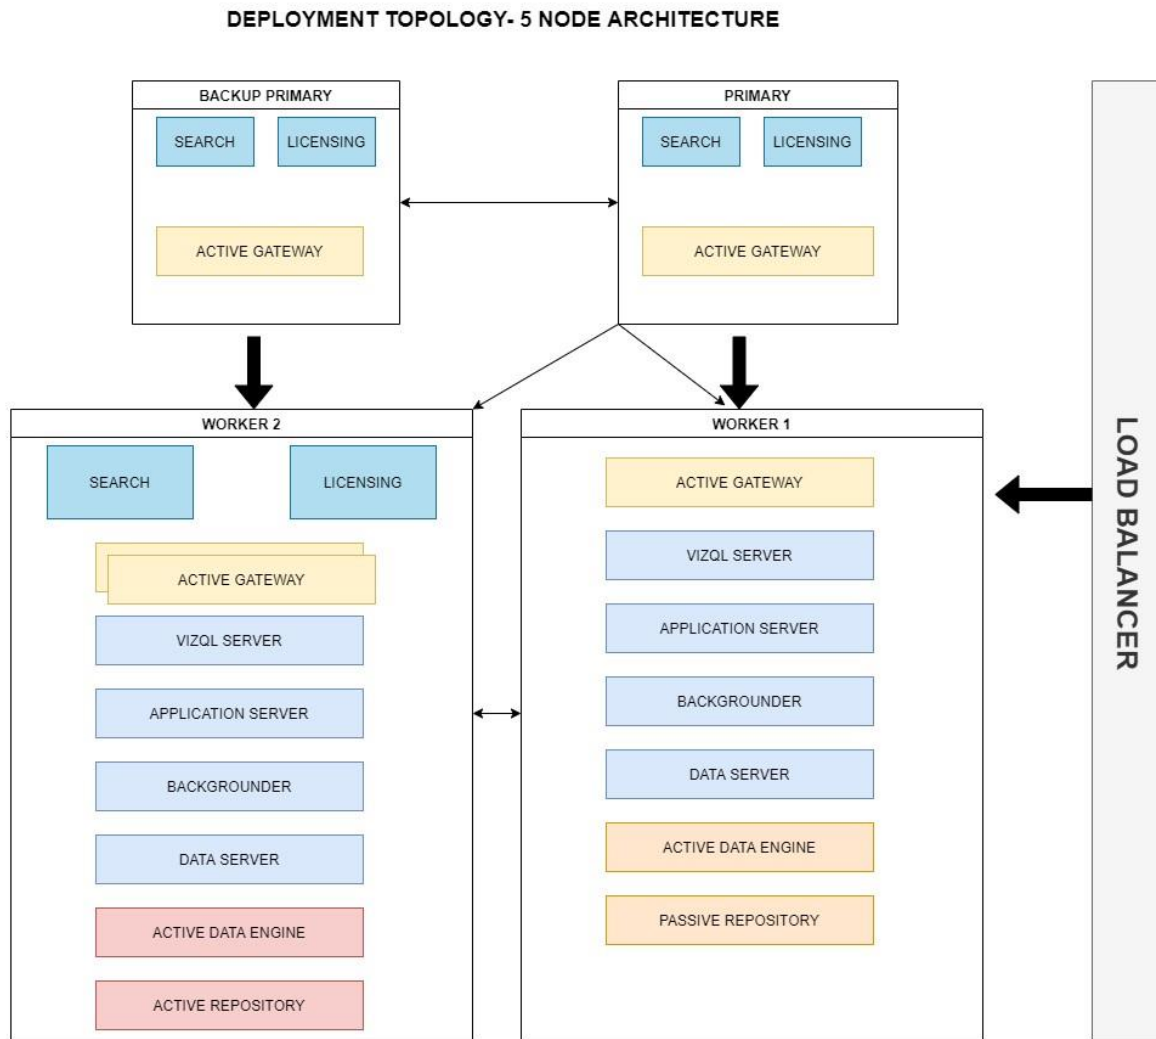 DEPLOYMENT TOPOLOGY- 5 NODE ARCHITECTURE
BACKUP PRIMARY
SEARCH
LICENSING
ACTIVE GATEWAY
PRIMARY
SEARCH
LICENSING
ACTIVE GATEWAY
WORKER 2
SEARCH
LICENSING
ACTIVE GATEWAY
VIZQL SERVER
APPLICATION SERVER
BACKGROUNDER
DATA SERVER
ACTIVE DATA ENGINE
ACTIVE REPOSITORY
WORKER 1
ACTIVE GATEWAY
VIZQL SERVER
APPLICATION SERVER
BACKGROUNDER
DATA SERVER
ACTIVE DATA ENGINE
PASSIVE REPOSITORY
LOAD BALANCER